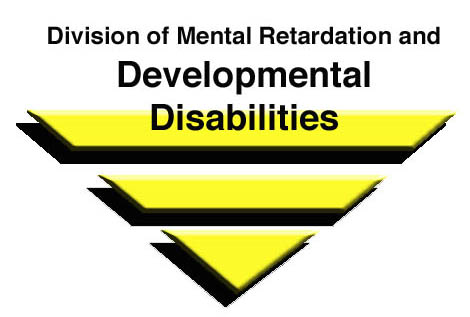 Division of Mental Retardation and
Developmental
Disabilities